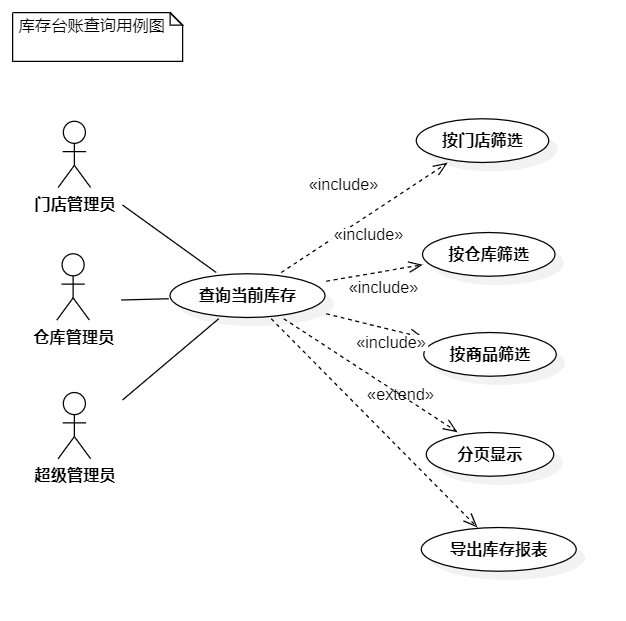 库存台账查询用例图
按门店筛选
«include»
门店管理员
«include»
按仓库筛选
«include»
查询当前库存
仓库管理员
«include»
按商品筛选
«extend»
分页显示
超级管理员
导出库存报表